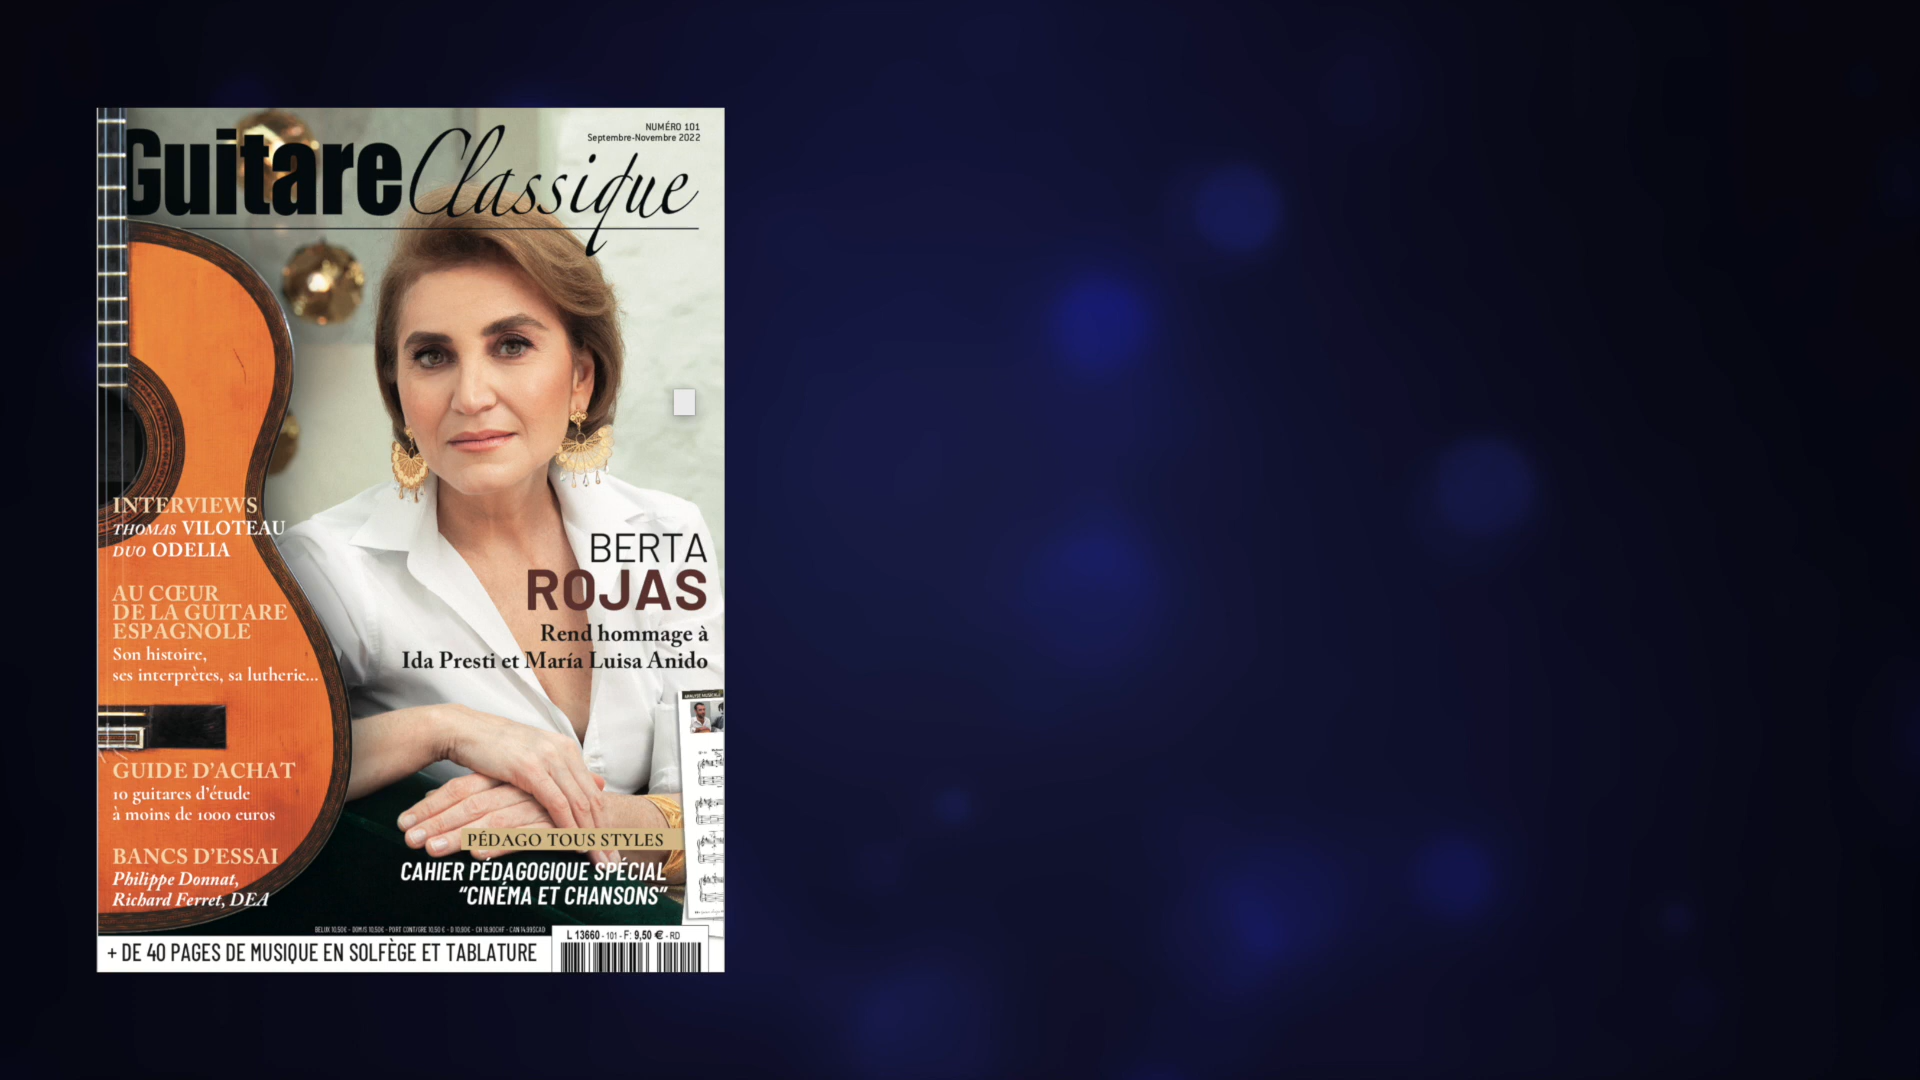 NUMÉRO 101
Septembre-Novembre 2022
Guitare Classique
INTERVIEWS
THOMAS VILOTEAU
DUO ODELIA
AU CŒUR
DE LA GUITARE
ESPAGNOLE
Son histoire,
ses interprètes, sa lutherie...
GUIDE D'ACHAT
10 guitares d'étude
à moins de 1000 euros
BANCS D'ESSAI
Philippe Donnat,
Richard Ferret, DEA
BERTA
ROJAS
Rend hommage à
Ida Presti et María Luisa Anido
PÉDAGO TOUS STYLES
CAHIER PÉDAGOGIQUE SPÉCIAL
“CINÉMA ET CHANSONS”
L 13660 - 101 - F: 9,50 € - RD
+ DE 40 PAGES DE MUSIQUE EN SOLFÈGE ET TABLATURE